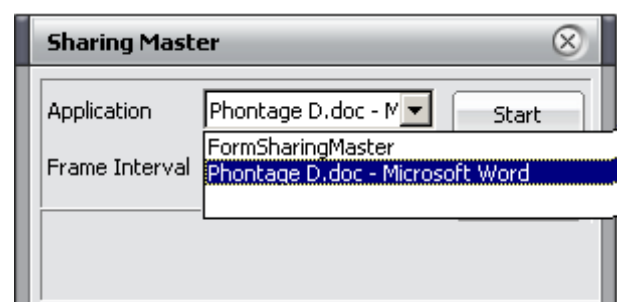 Sharing Master
Application Phontage D.doc - M Start
FormSharingMaster
Frame Interval Phontage D.doc - Microsoft Word